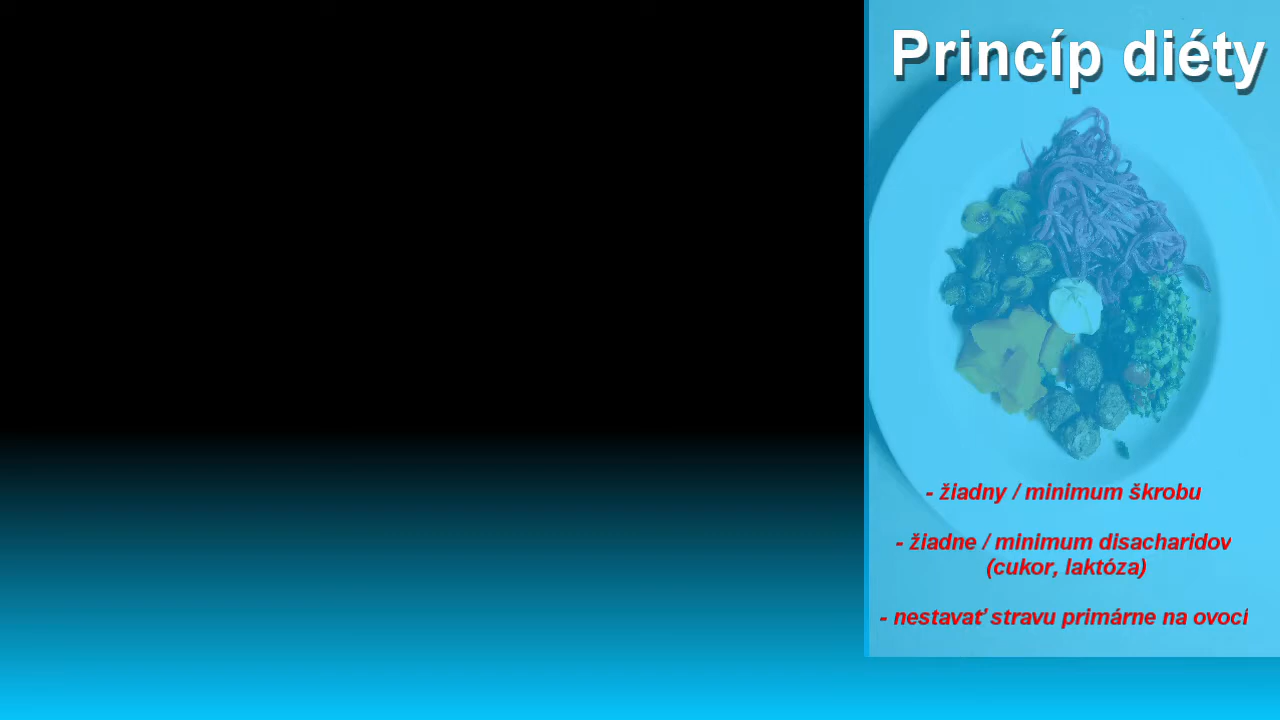 Princíp diéty
- žiadny / minimum škrobu
- žiadne / minimum disacharidov
(cukor, laktóza)
- nestavať stravu primárne na ovocí